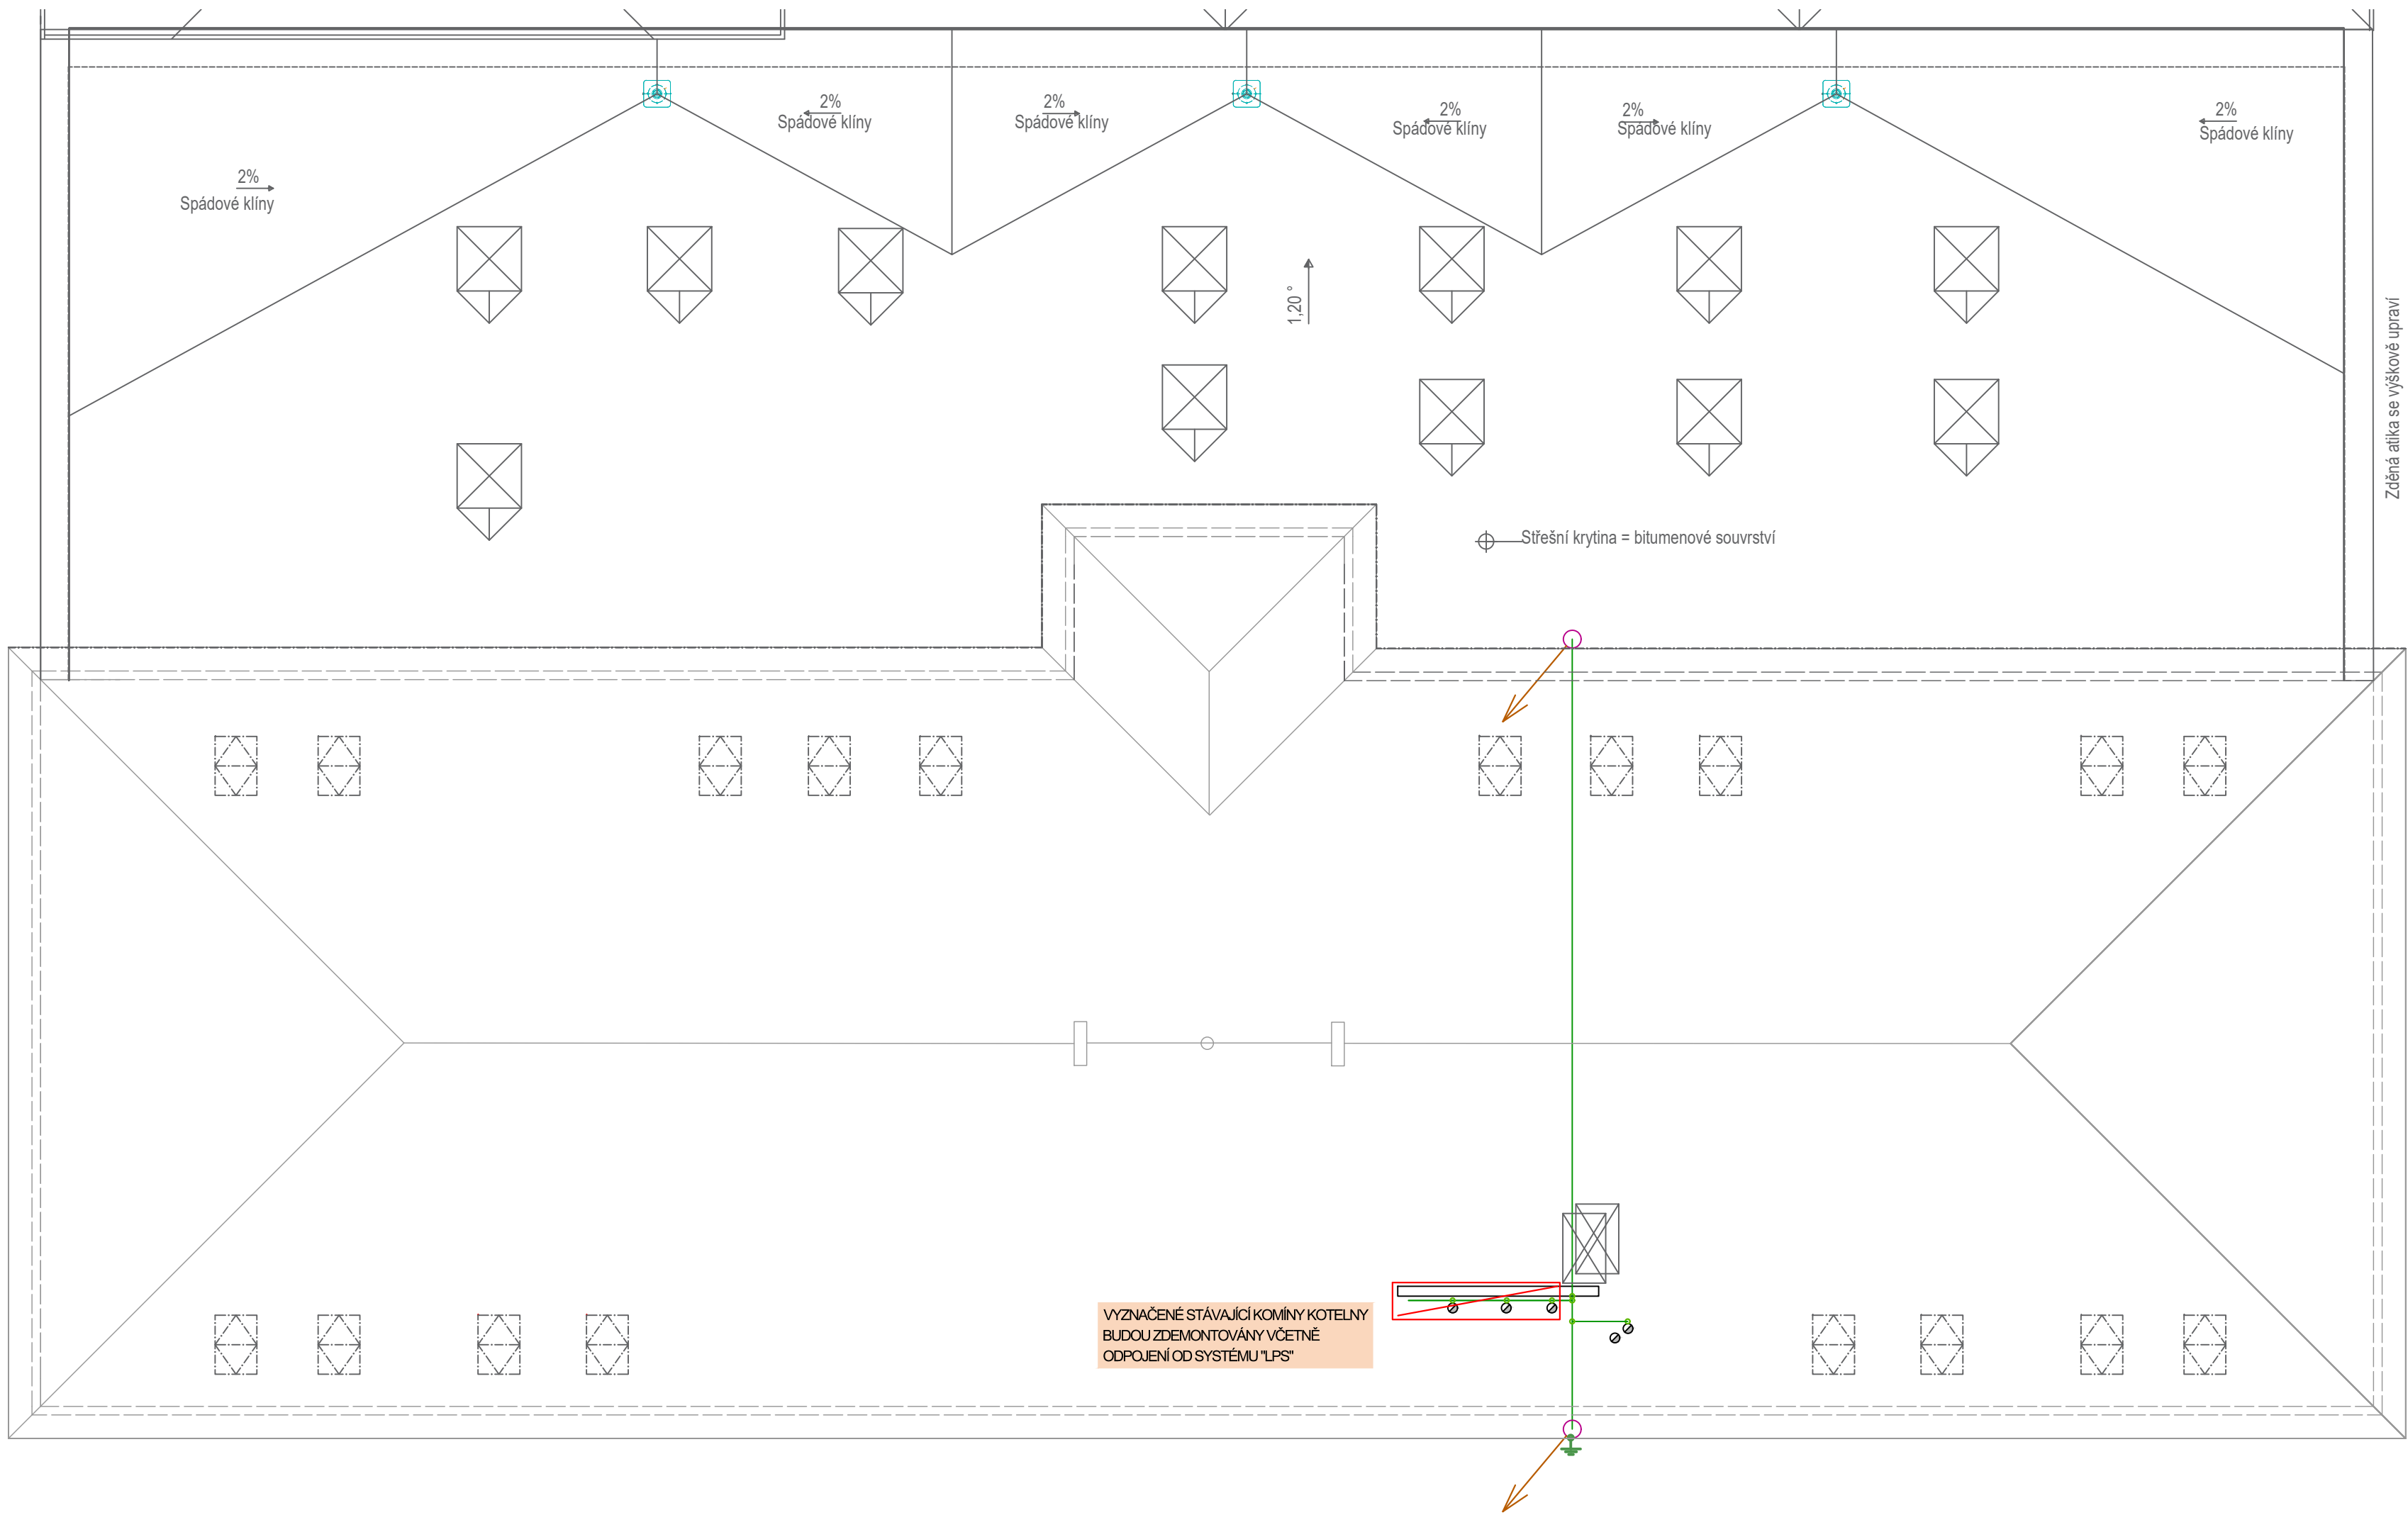 2%
Spádové klíny
2%
Spádové klíny
2%
Spádové klíny
2%
Spádové klíny
2%
Spádové klíny
2%
Spádové klíny
1,20 °
Zděná atika se výškově upraví
Střešní krytina = bitumenové souvrství
VYZNAČENÉ STÁVAJÍCÍ KOMÍNY KOTELNY
BUDOU ZDEMONTOVÁNY VČETNĚ
ODPOJENÍ OD SYSTÉMU "LPS"